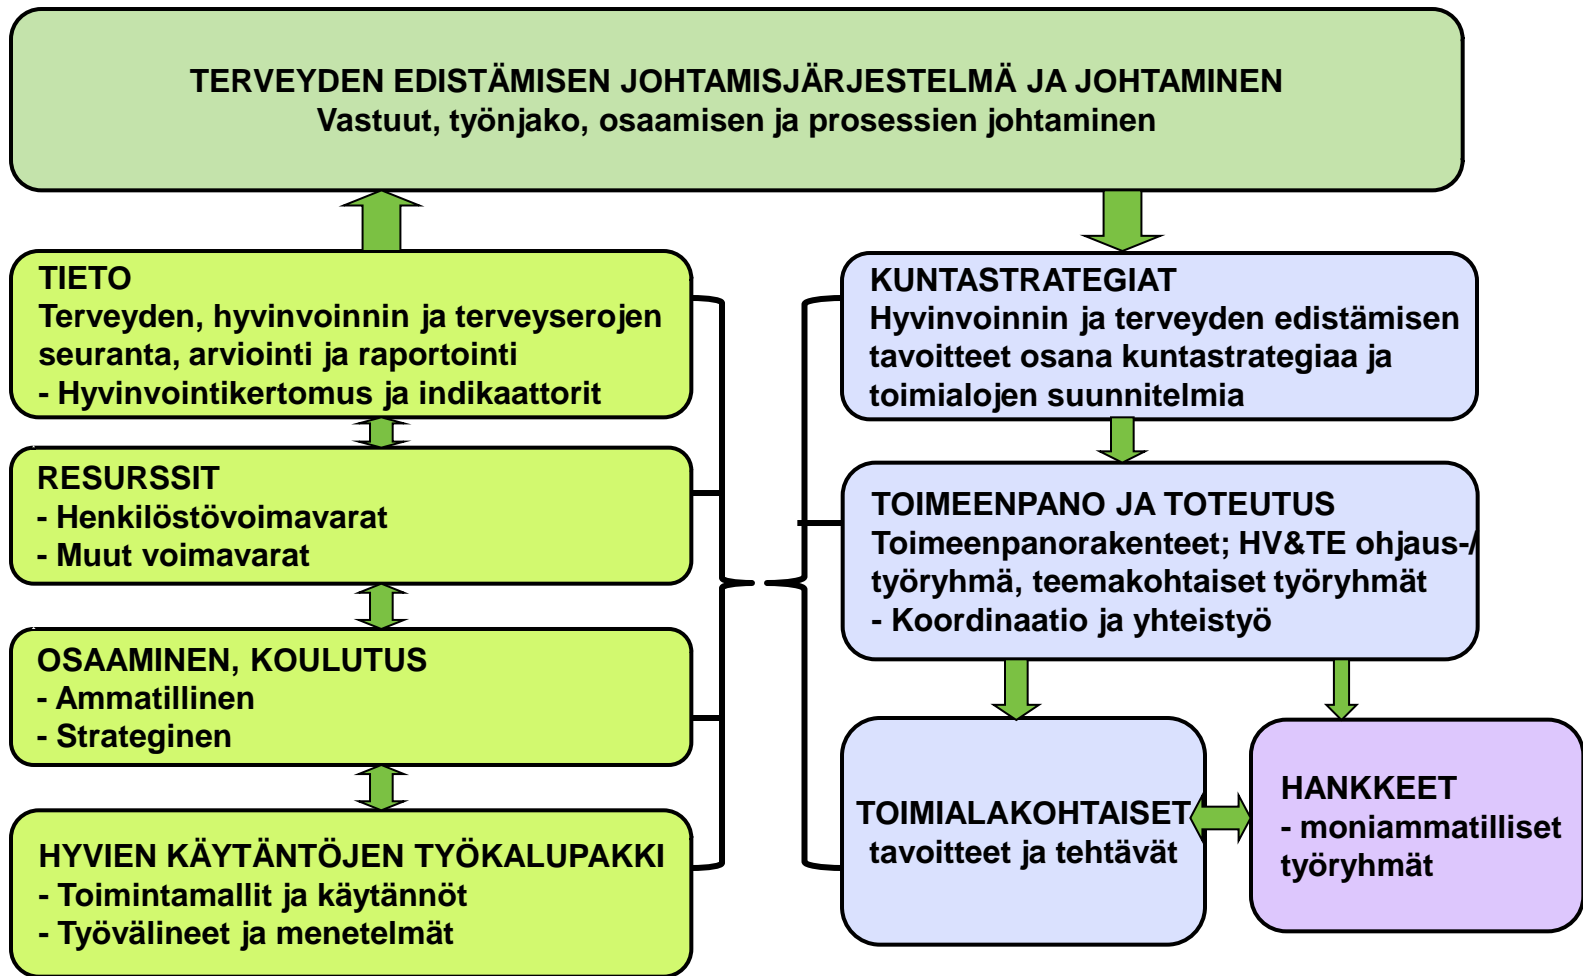 TERVEYDEN EDISTÄMISEN JOHTAMISJÄRJESTELMÄ JA JOHTAMINEN
Vastuut, työnjako, osaamisen ja prosessien johtaminen
TIETO
Terveyden, hyvinvoinnin ja terveyserojen
seuranta, arviointi ja raportointi
- Hyvinvointikertomus ja indikaattorit
RESURSSIT
- Henkilöstövoimavarat
- Muut voimavarat
OSAAMINEN, KOULUTUS
- Ammatillinen
- Strateginen
HYVIEN KÄYTÄNTÖJEN TYÖKALUPAKKI
- Toimintamallit ja käytännöt
- Työvälineet ja menetelmät
KUNTASTRATEGIAT
Hyvinvoinnin ja terveyden edistämisen
tavoitteet osana kuntastrategiaa ja
toimialojen suunnitelmia
TOIMEENPANO JA TOTEUTUS
Toimeenpanorakenteet; HV&TE ohjaus-/
työryhmä, teemakohtaiset työryhmät
- Koordinaatio ja yhteistyö
TOIMIALAKOHTAISET
tavoitteet ja tehtävät
HANKKEET
- moniammatilliset
työryhmät